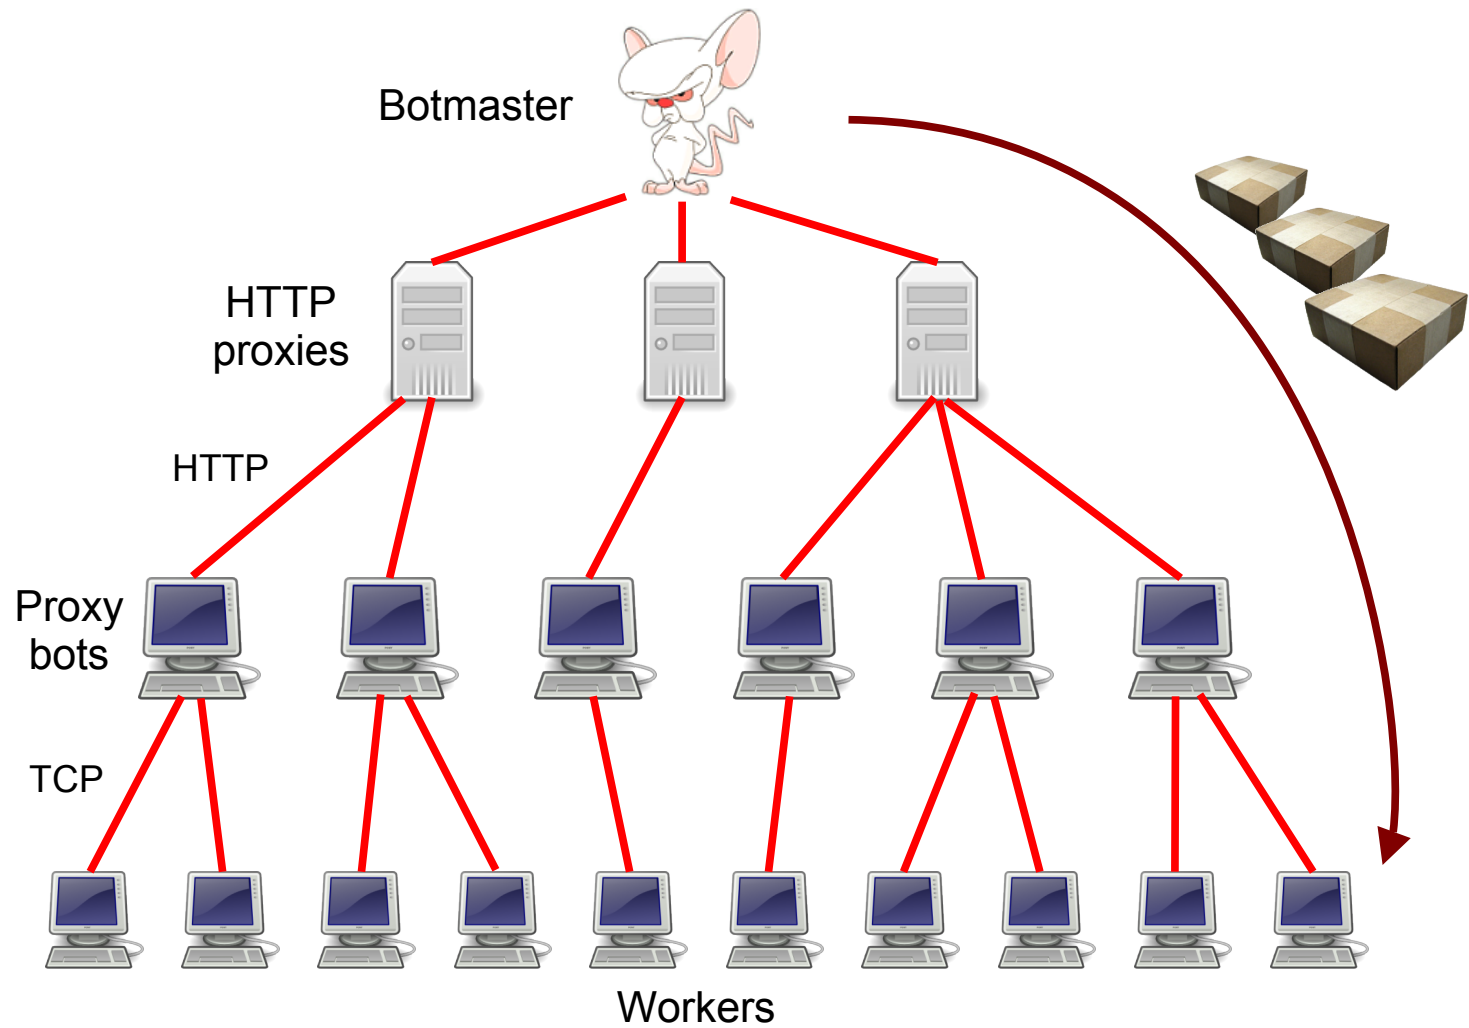 Botmaster
HTTP
proxies
HTTP
Proxy
bots
TCP
Workers